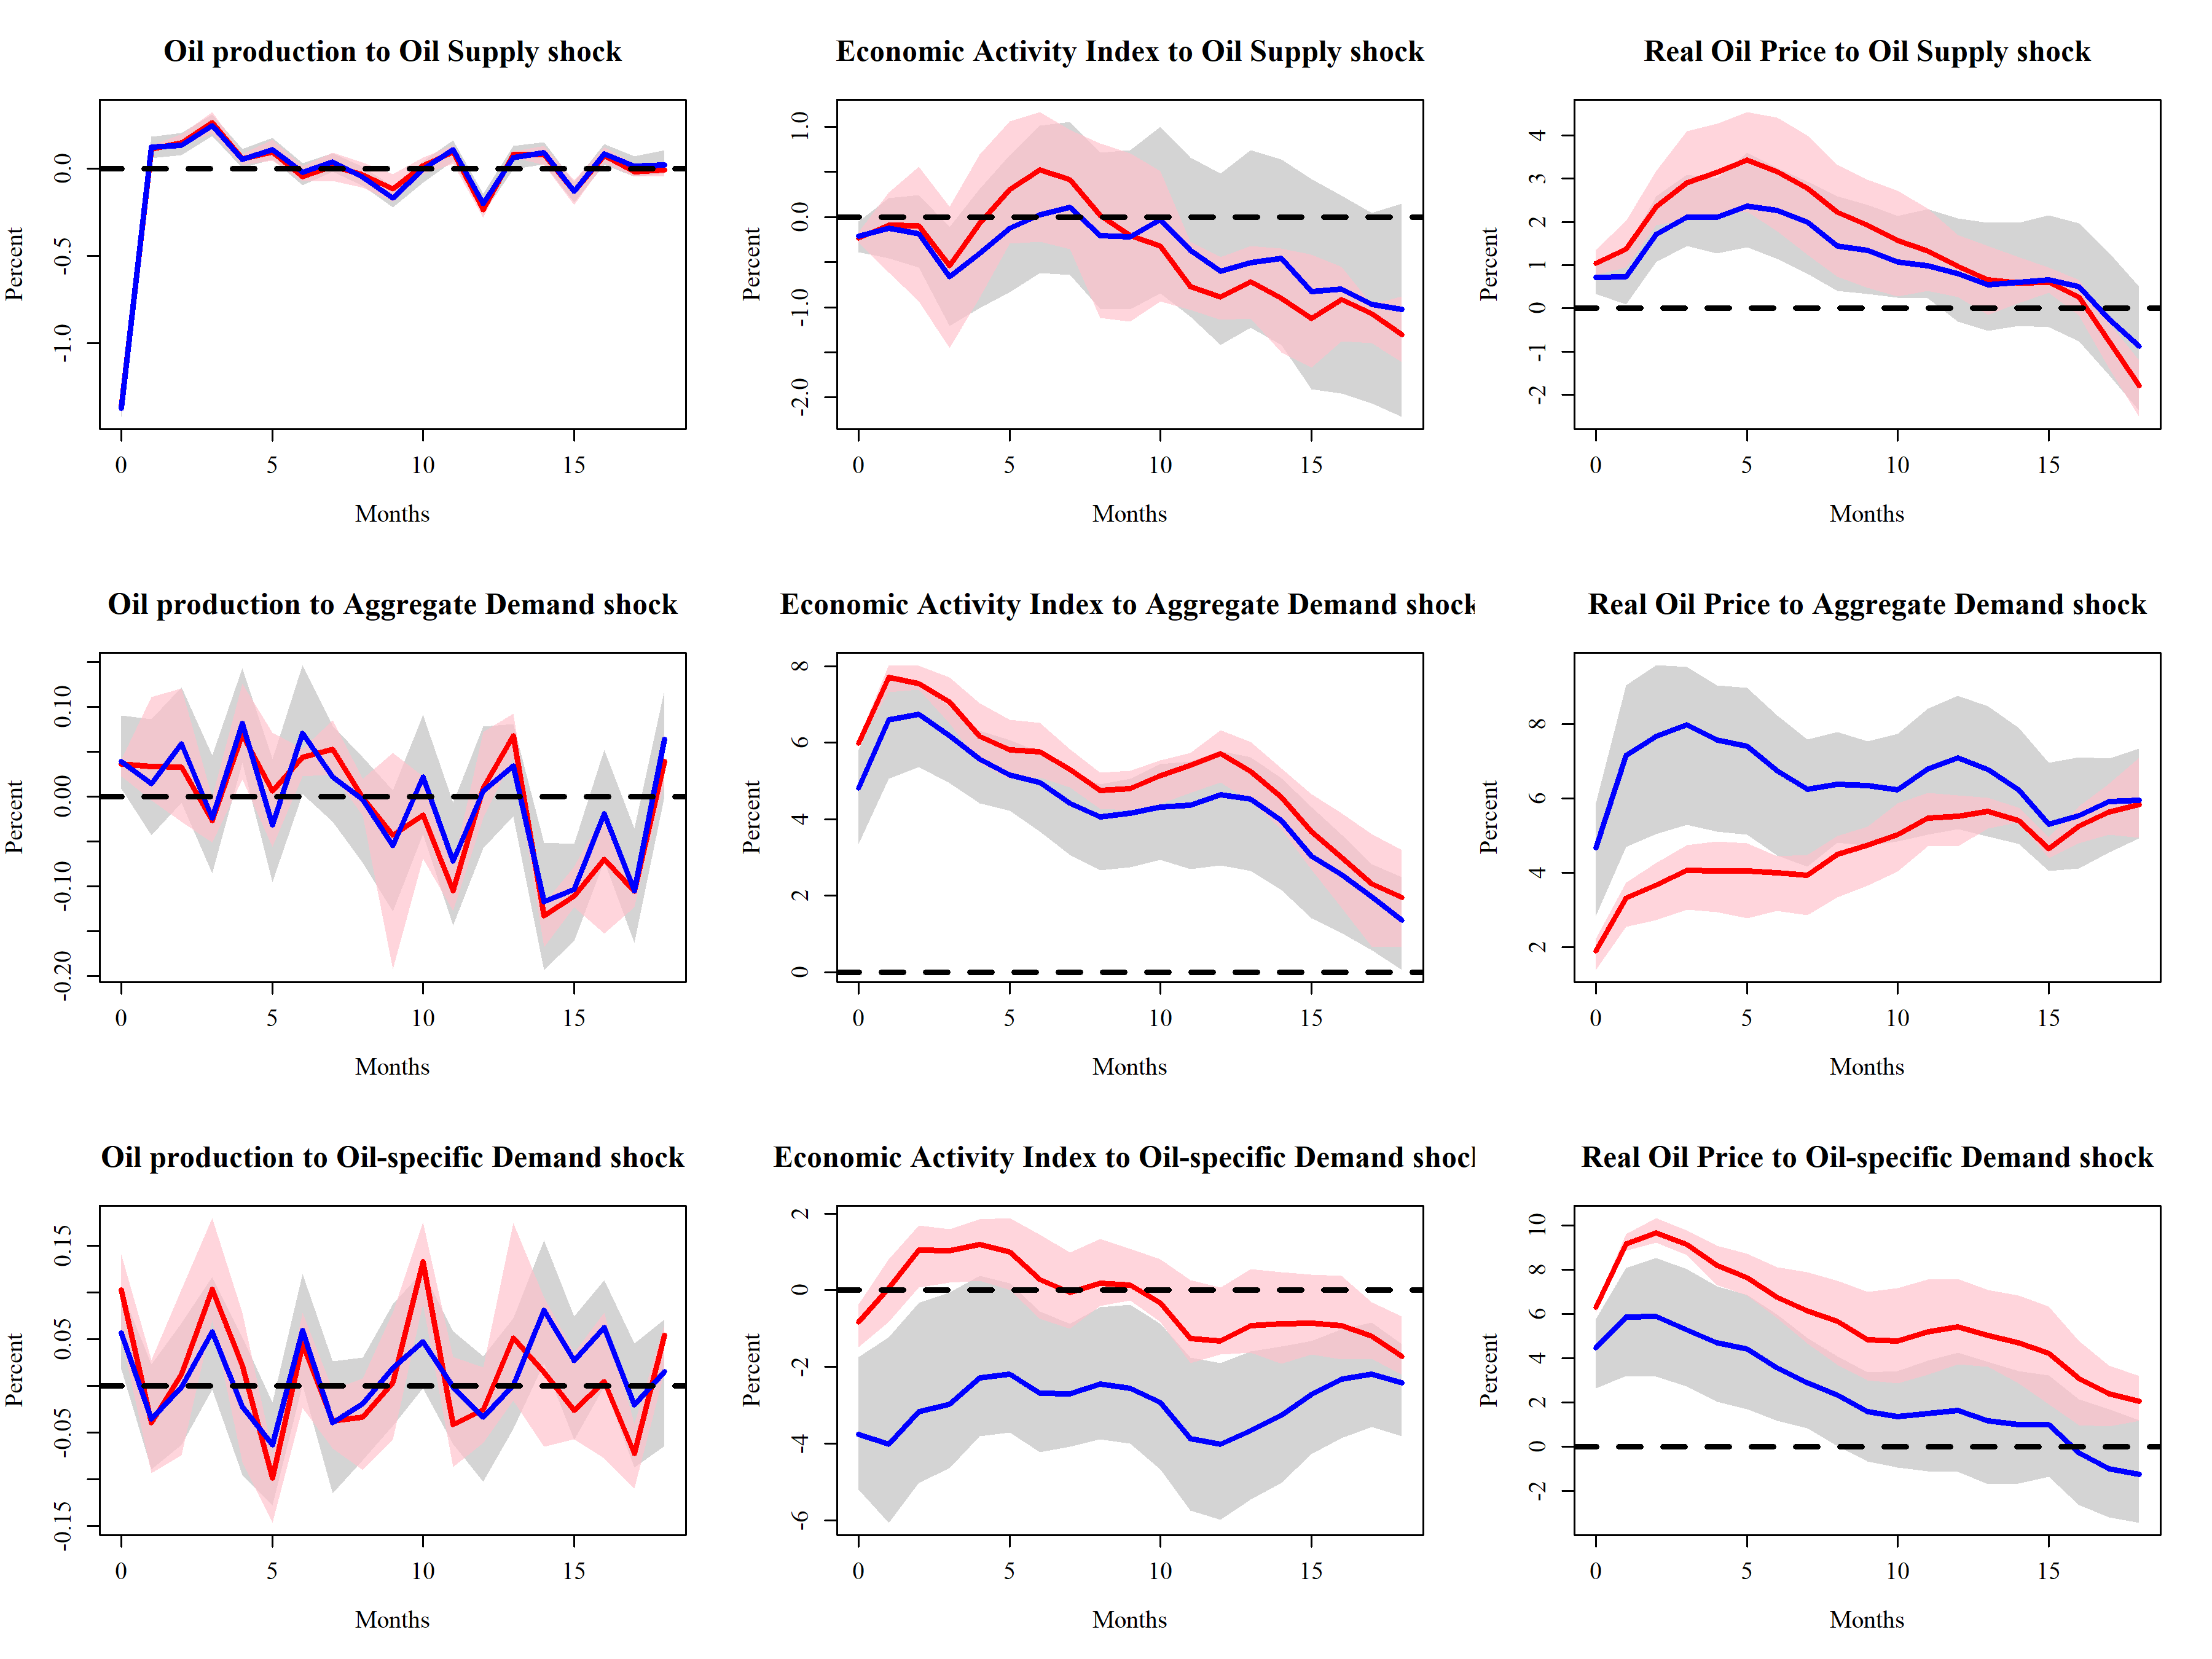 Oil production to Oil Supply shock
Economic Activity Index to Oil Supply shock
Real Oil Price to Oil Supply shock
Percent
0.0
-0.5
-1.0
0 5 10 15
Months
Percent
1.0
0.0
-1.0
-2.0
0 5 10 15
Months
Percent
4
3
2
1
0
-1
-2
0 5 10 15
Months
Oil production to Aggregate Demand shock
Economic Activity Index to Aggregate Demand shock
Real Oil Price to Aggregate Demand shock
Percent
0.10
0.00
-0.10
-0.20
0 5 10 15
Months
Percent
8
6
4
2
0
0 5 10 15
Months
Percent
8
6
4
2
0 5 10 15
Months
Oil production to Oil-specific Demand shock
Economic Activity Index to Oil-specific Demand shock
Real Oil Price to Oil-specific Demand shock
Percent
0.15
0.05
-0.05
-0.15
0 5 10 15
Months
Percent
2
0
-2
-4
-6
0 5 10 15
Months
Percent
10
8
6
4
2
0
-2
0 5 10 15
Months